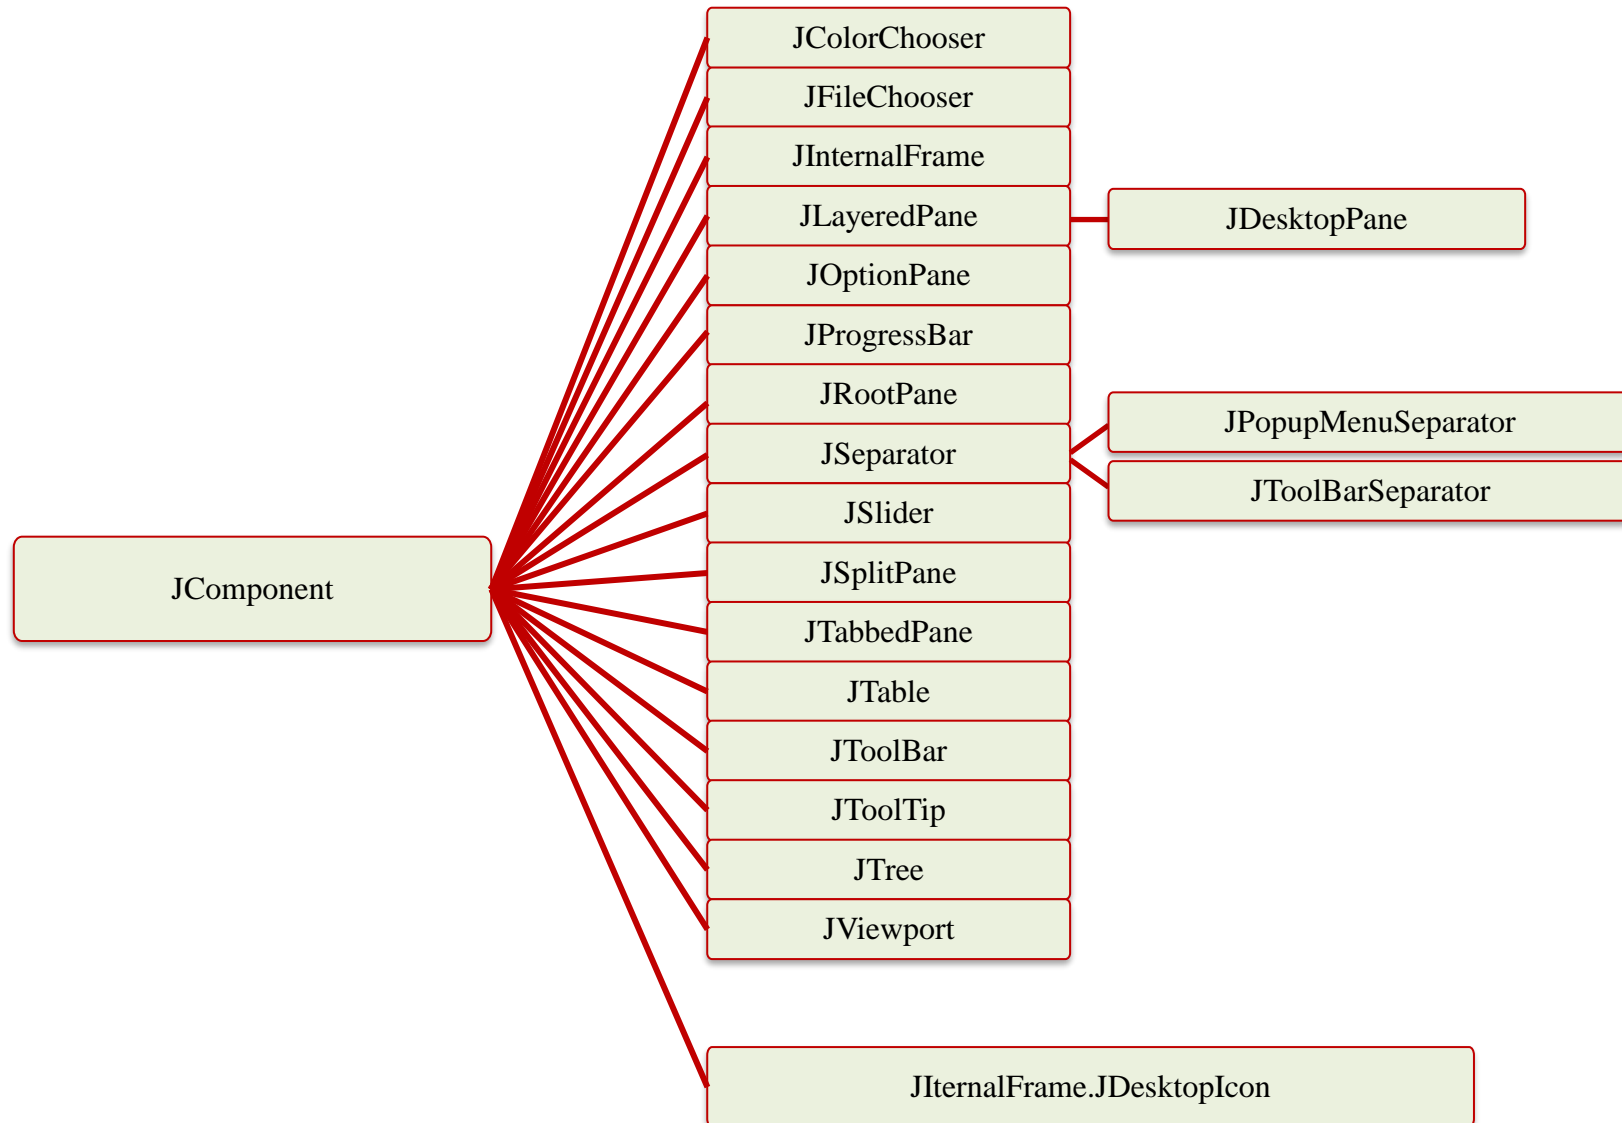 JColorChooser
JFileChooser
JInternalFrame
JLayeredPane
JDesktopPane
JOptionPane
JProgressBar
JRootPane
JSeparator
JPopupMenuSeparator
JToolBarSeparator
JSlider
JSplitPane
JComponent
JTabbedPane
JTable
JToolBar
JToolTip
JTree
JViewport
JIternalFrame.JDesktopIcon